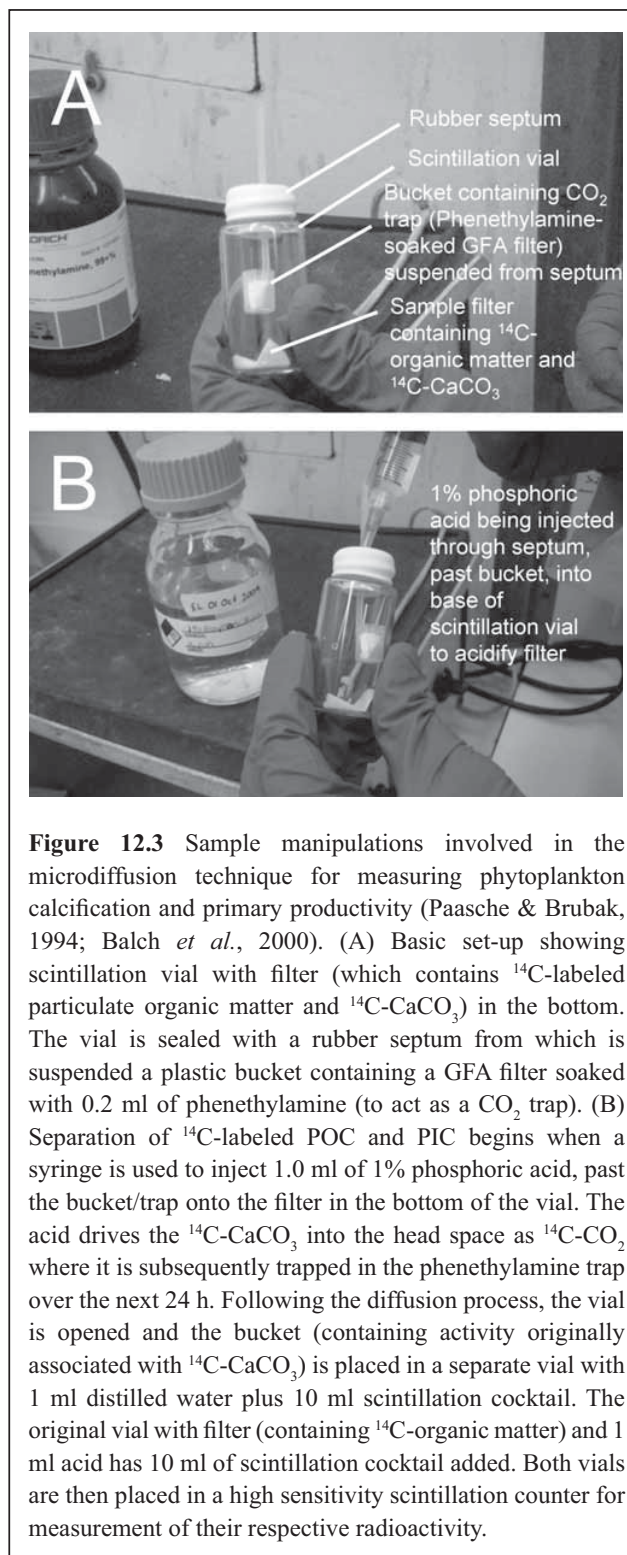 A
ORICH
methylamine, 99+%
Rubber septum
Scintillation vial
Bucket containing CO₂
trap (Phenethylamine-
soaked GFA filter)
suspended from septum
Sample filter
containing ¹⁴C-
organic matter and
¹⁴C-CaCO₃
B
1% phosphoric
acid being injected
through septum,
past bucket, into
base of
scintillation vial
to acidify filter
Figure 12.3 Sample manipulations involved in the
microdiffusion technique for measuring phytoplankton
calcification and primary productivity (Paasche & Brubak,
1994; Balch et al., 2000). (A) Basic set-up showing
scintillation vial with filter (which contains ¹⁴C-labeled
particulate organic matter and ¹⁴C-CaCO₃) in the bottom.
The vial is sealed with a rubber septum from which is
suspended a plastic bucket containing a GFA filter soaked
with 0.2 ml of phenethylamine (to act as a CO₂ trap). (B)
Separation of ¹⁴C-labeled POC and PIC begins when a
syringe is used to inject 1.0 ml of 1% phosphoric acid, past
the bucket/trap onto the filter in the bottom of the vial. The
acid drives the ¹⁴C-CaCO₃ into the head space as ¹⁴C-CO₂
where it is subsequently trapped in the phenethylamine trap
over the next 24 h. Following the diffusion process, the vial
is opened and the bucket (containing activity originally
associated with ¹⁴C-CaCO₃) is placed in a separate vial with
1 ml distilled water plus 10 ml scintillation cocktail. The
original vial with filter (containing ¹⁴C-organic matter) and 1
ml acid has 10 ml of scintillation cocktail added. Both vials
are then placed in a high sensitivity scintillation counter for
measurement of their respective radioactivity.